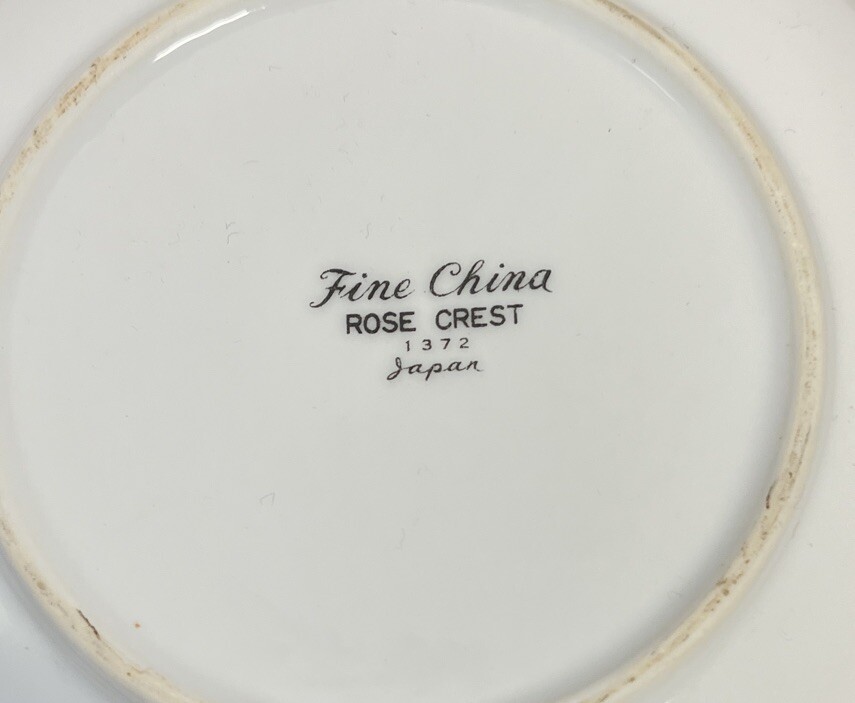 Fine China
ROSE CREST
1372
Japan